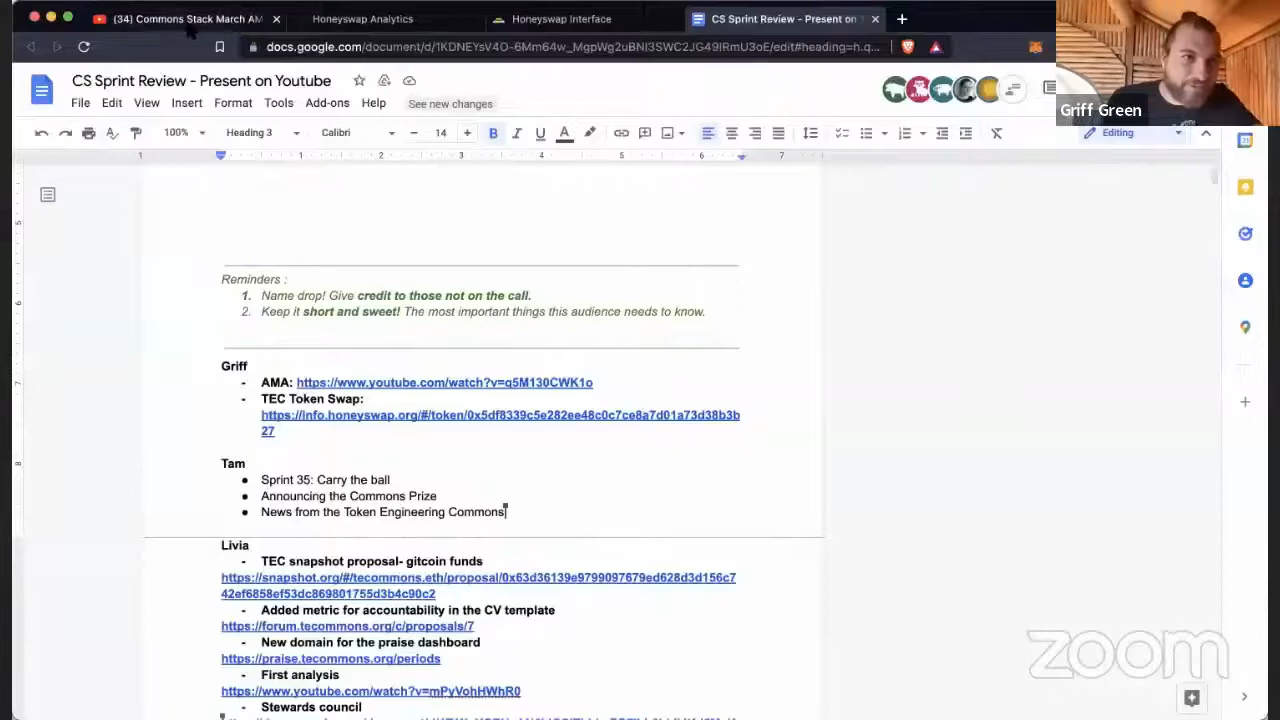 (34) Commons Stack March AM
Honeyswap Analytics
Honeyswap Interface
CS Sprint Review - Present on
docs.google.com/document/d/1KDNEYsV4O-6Mm64w_MgpWg2uBNI3SWC2JG49IRmU3oE/edit#heading=h.q...
Griff Green
CS Sprint Review - Present on Youtube
File Edit View Insert Format Tools Add-ons Help See new changes
100% Heading 3 Calibri 14 B I U A Editing
1 1 2 3 4 5 6 7
Reminders :
1. Name drop! Give credit to those not on the call.
2. Keep it short and sweet! The most important things this audience needs to know.
Griff
- AMA: https://www.youtube.com/watch?v=q5M130CWK1o
- TEC Token Swap:
https://info.honeyswap.org/#/token/0x5df8339c5e282ee48c0c7ce8a7d01a73d38b3b
27
Tam
● Sprint 35: Carry the ball
● Announcing the Commons Prize
● News from the Token Engineering Commons
Livia
- TEC snapshot proposal- gitcoin funds
https://snapshot.org/#/tecommons.eth/proposal/0x63d36139e9799097679ed628d3d156c7
42ef6858ef53dc869801755d3b4c90c2
- Added metric for accountability in the CV template
https://forum.tecommons.org/c/proposals/7
- New domain for the praise dashboard
https://praise.tecommons.org/periods
- First analysis
https://www.youtube.com/watch?v=mPyVohHWhR0
- Stewards council
zoom